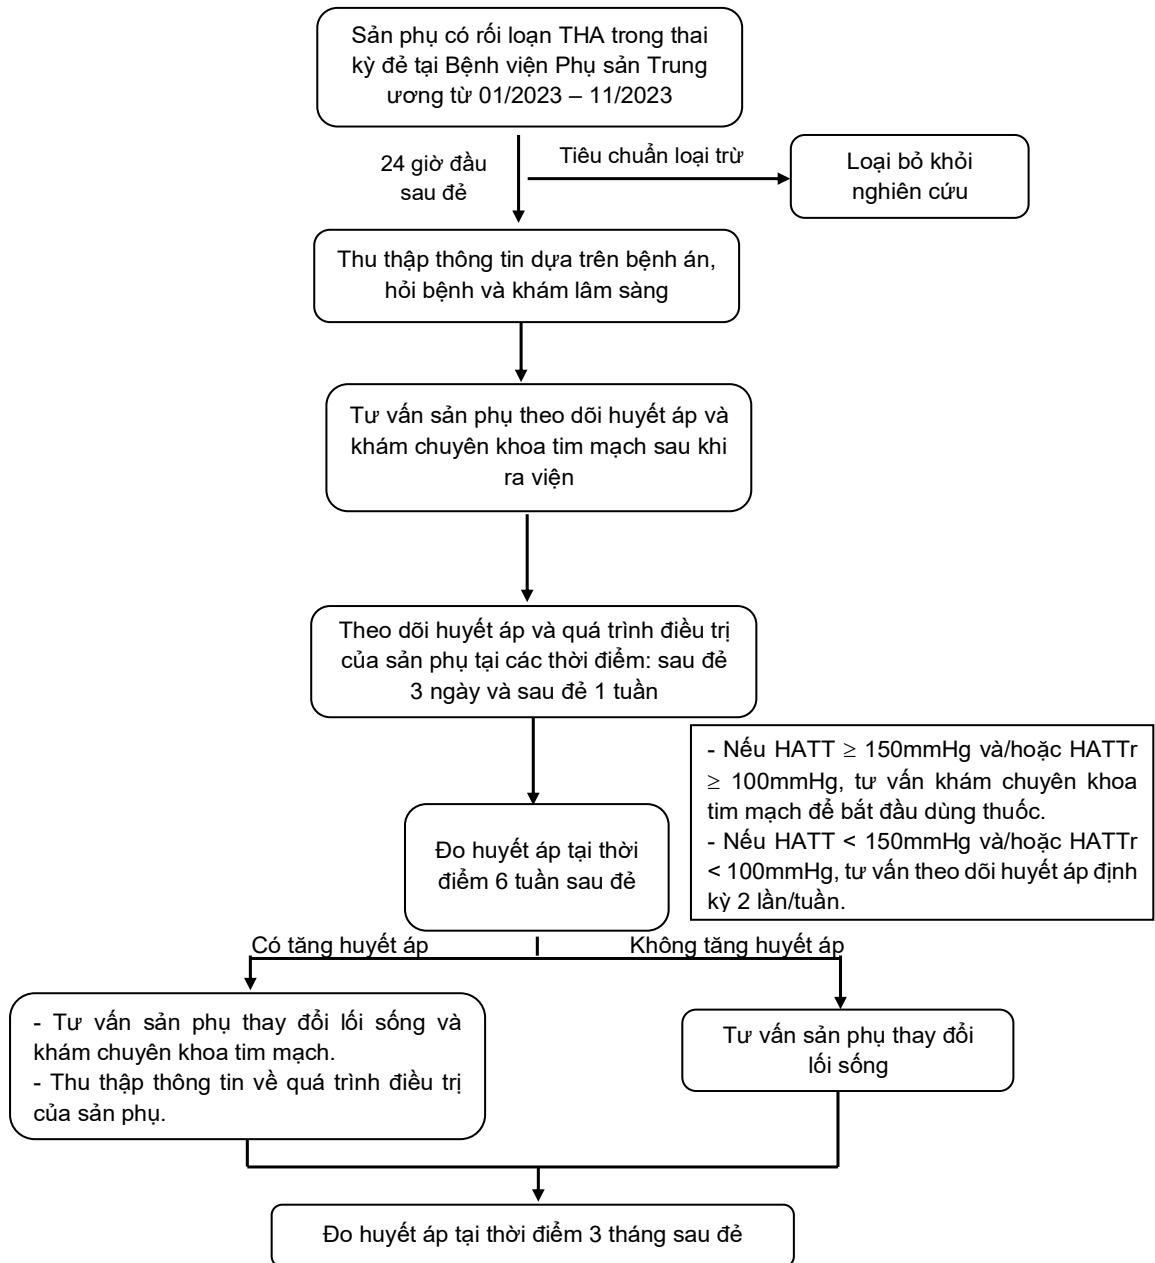 Sản phụ có rối loạn THA trong thai
kỳ đẻ tại Bệnh viện Phụ sản Trung
ương từ 01/2023 – 11/2023
24 giờ đầu
sau đẻ
Tiêu chuẩn loại trừ
Loại bỏ khỏi
nghiên cứu
Thu thập thông tin dựa trên bệnh án,
hỏi bệnh và khám lâm sàng
Tư vấn sản phụ theo dõi huyết áp và
khám chuyên khoa tim mạch sau khi
ra viện
Theo dõi huyết áp và quá trình điều trị
của sản phụ tại các thời điểm: sau đẻ
3 ngày và sau đẻ 1 tuần
- Nếu HATT ≥ 150mmHg và/hoặc HATTr
≥ 100mmHg, tư vấn khám chuyên khoa
tim mạch để bắt đầu dùng thuốc.
- Nếu HATT < 150mmHg và/hoặc HATTr
< 100mmHg, tư vấn theo dõi huyết áp định
kỳ 2 lần/tuần.
Đo huyết áp tại thời
điểm 6 tuần sau đẻ
Có tăng huyết áp
Không tăng huyết áp
- Tư vấn sản phụ thay đổi lối sống và
khám chuyên khoa tim mạch.
- Thu thập thông tin về quá trình điều trị
của sản phụ.
Tư vấn sản phụ thay đổi
lối sống
Đo huyết áp tại thời điểm 3 tháng sau đẻ